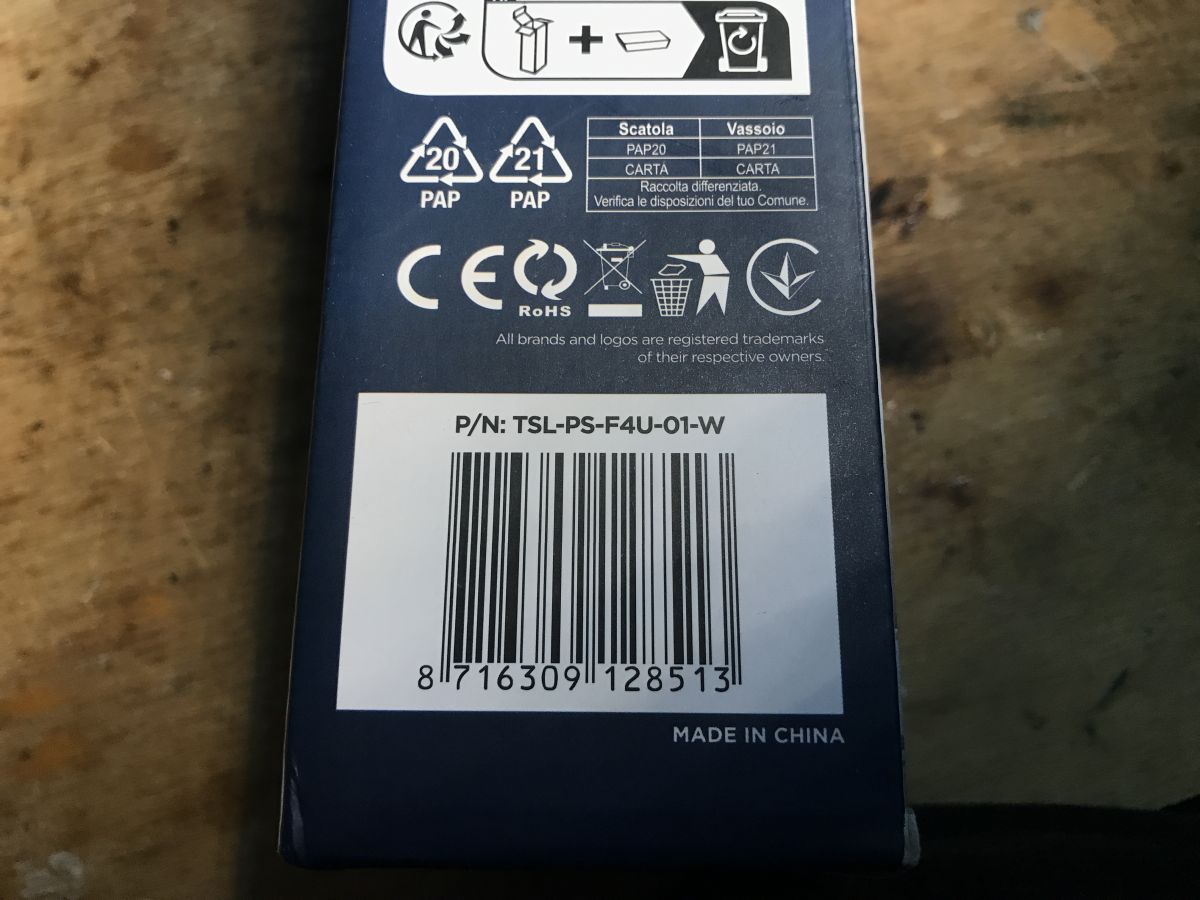 20
PAP
21
PAP
Scatola Vassoio
PAP20 PAP21
CARTA CARTA
Raccolta differenziata.
Verifica le disposizioni del tuo Comune.
CE
RoHS
All brands and logos are registered trademarks
of their respective owners.
P/N: TSL-PS-F4U-01-W
8 716309 128513
MADE IN CHINA